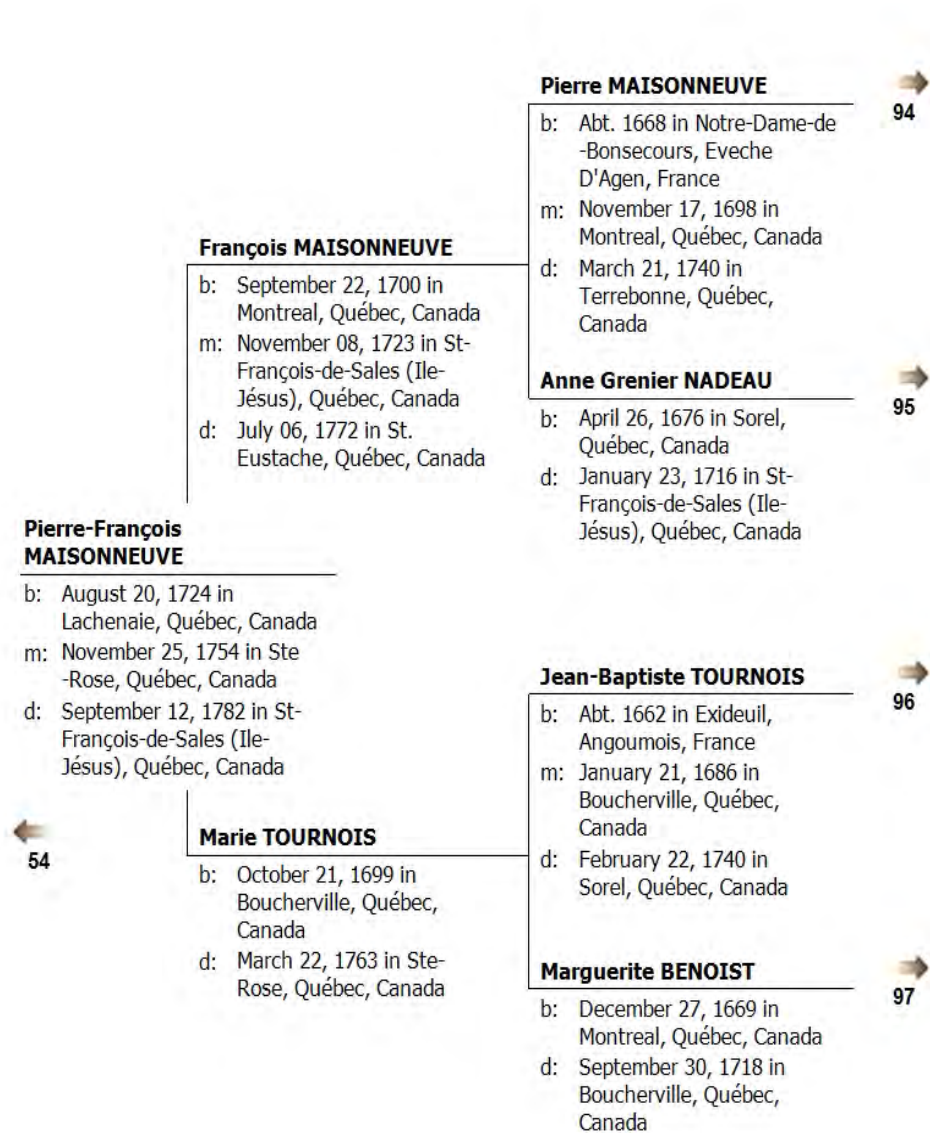 Pierre MAISONNEUVE
94
b: Abt. 1668 in Notre-Dame-de
-Bonsecours, Eveche
D'Agen, France
m: November 17, 1698 in
Montreal, Québec, Canada
d: March 21, 1740 in
Terrebonne, Québec,
Canada
François MAISONNEUVE
b: September 22, 1700 in
Montreal, Québec, Canada
m: November 08, 1723 in St-
François-de-Sales (Ile-
Jésus), Québec, Canada
d: July 06, 1772 in St.
Eustache, Québec, Canada
Anne Grenier NADEAU
95
b: April 26, 1676 in Sorel,
Québec, Canada
d: January 23, 1716 in St-
François-de-Sales (Ile-
Jésus), Québec, Canada
Pierre-François
MAISONNEUVE
b: August 20, 1724 in
Lachenaie, Québec, Canada
m: November 25, 1754 in Ste
-Rose, Québec, Canada
d: September 12, 1782 in St-
François-de-Sales (Ile-
Jésus), Québec, Canada
54
Jean-Baptiste TOURNOIS
96
b: Abt. 1662 in Exideuil,
Angoumois, France
m: January 21, 1686 in
Boucherville, Québec,
Canada
d: February 22, 1740 in
Sorel, Québec, Canada
Marie TOURNOIS
b: October 21, 1699 in
Boucherville, Québec,
Canada
d: March 22, 1763 in Ste-
Rose, Québec, Canada
Marguerite BENOIST
97
b: December 27, 1669 in
Montreal, Québec, Canada
d: September 30, 1718 in
Boucherville, Québec,
Canada